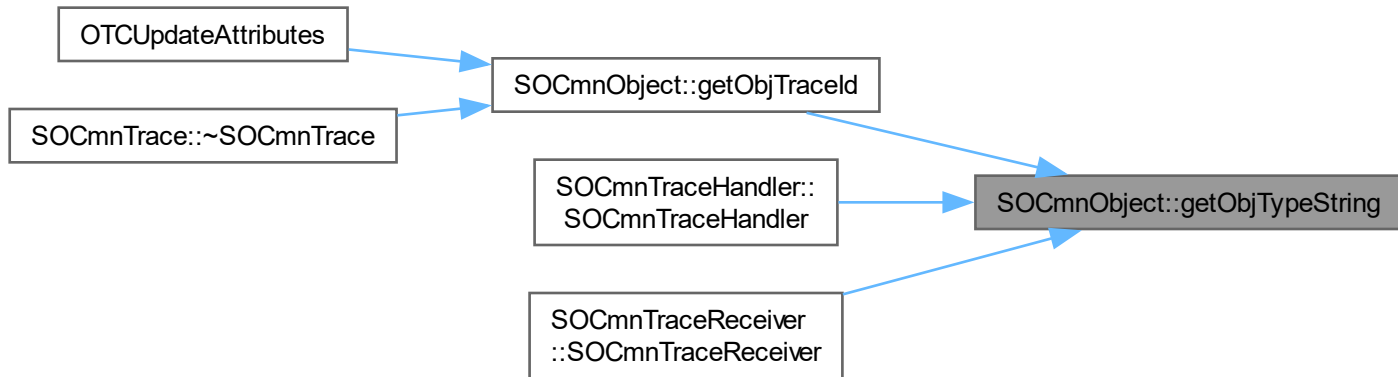 OTCUpdateAttributes
SOCmnTrace::~SOCmnTrace
SOCmnObject::getObjTraceId
SOCmnTraceHandler::
SOCmnTraceHandler
SOCmnTraceReceiver
::SOCmnTraceReceiver
SOCmnObject::getObjTypeString